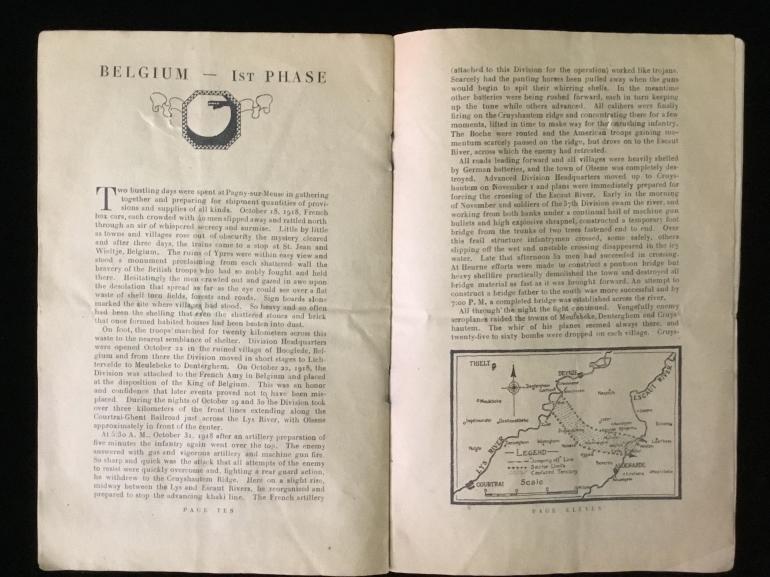 BELGIUM — 1ST PHASE
Two bustling days were spent at Pagny-sur-Meuse in gathering
together and preparing for shipment quantities of provi-
sions and supplies of all kinds. October 18, 1918, French
box cars, each crowded with 40 men slipped away and rattled north
through an air of whispered secrecy and surmise. Little by little
as towns and villages rose out of obscurity the mystery cleared
and after three days, the trains came to a stop at St. Jean and
Wieltje, Belgium. The ruins of Ypres were within easy view and
stood a monument proclaiming from each shattered wall the
bravery of the British troops who had so nobly fought and held
there. Hesitatingly the men crawled out and gazed in awe upon
the desolation that spread as far as the eye could see over a flat
waste of shell torn fields, forests and roads. Sign boards alone
marked the site where villages had stood. So heavy and so often
had been the shelling that even the shattered stones and brick
that once formed habited houses had been beaten into dust.
On foot, the troops marched for twenty kilometers across this
waste to the nearest semblance of shelter. Division Headquarters
were opened October 22 in the ruined village of Hooglede, Bel-
gium and from there the Division moved in short stages to Lich-
tervelde to Meulebeke to Denterghem. On October 22, 1918, the
Division was attached to the French Amy in Belgium and placed
at the disposition of the King of Belgium. This was an honor
and confidence that later events proved not to have been mis-
placed. During the nights of October 29 and 30 the Division took
over three kilometers of the front lines extending along the
Courtrai-Ghent Railroad just across the Lys River, with Olsene
approximately in front of the center.
At 5:30 A. M., October 31, 1918 after an artillery preparation of
five minutes the infantry again went over the top. The enemy
answered with gas and vigorous artillery and machine gun fire.
So sharp and quick was the attack that all attempts of the enemy
to resist were quickly overcome and, fighting a rear guard action,
he withdrew to the Cruyshautem Ridge. Here on a slight rise,
midway between the Lys and Escaut Rivers, he reorganised and
prepared to stop the advancing khaki line. The French artillery
PAGE TEN
(attached to this Division for the operation) worked like trojans.
Scarcely had the panting horses been pulled away when the guns
would begin to spit their whirring shells. In the meantime
other batteries were being rushed forward, each in turn keeping
up the tune while others advanced. All calibers were finally
firing on the Cruyshautem ridge and concentrating there for a few
moments, lifted in time to make way for the onrushing infantry.
The Boche were routed and the American troops gaining mo-
mentum scarcely paused on the ridge, but drove on to the Escaut
River, across which the enemy had retreated.
All roads leading forward and all villages were heavily shelled
by German batteries, and the town of Olsene was completely des-
troyed. Advanced Division Headquarters moved up to Cruys-
hautem on November 1 and plans were immediately prepared for
forcing the crossing of the Escaut River. Early in the morning
of November 2nd soldiers of the 37th Division swam the river, and
working from both banks under a continual hail of machine gun
bullets and high explosive shrapnel, constructed a temporary foot
bridge from the trunks of two trees fastened end to end. Over
this frail structure infantrymen crossed, some safely, others
slipping off the wet and unstable crossing disappeared in the icy
water. Late that afternoon 52 men had succeeded in crossing.
At Heurne efforts were made to construct a pontoon bridge but
heavy shellfire practically demolished the town and destroyed all
bridge material as fast as it was brought forward. An attempt to
construct a bridge father to the south was more successful and by
7:00 P. M., a completed bridge was established across the river.
All through the night the fight continued. Vengefully enemy
aeroplanes raided the towns of Meulebeke, Denterghem and Cruys-
hautem. The whir of his planes seemed always there, and
twenty-five to sixty bombs were dropped on each village. Cruys-
THIELT
DEYNZE
ESCAUT RIVER
LYS RIVER
AUDENARDE
COURTRAI
— LEGEND —
Jumping off Line
Sector Limits
Captured Territory
Scale
PAGE ELEVEN